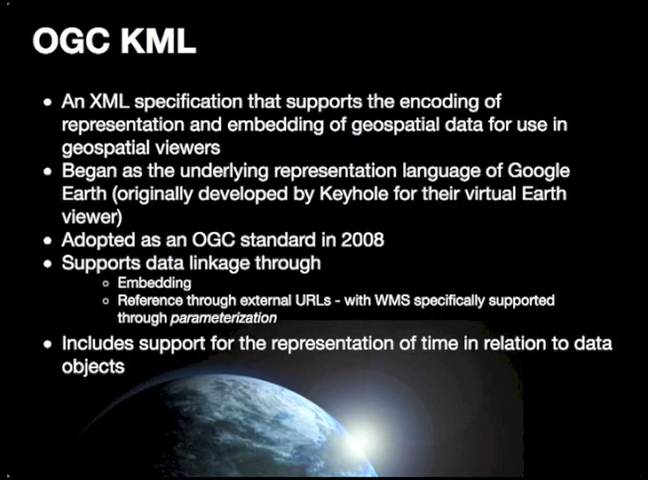 OGC KML
• An XML specification that supports the encoding of
representation and embedding of geospatial data for use in
geospatial viewers
• Began as the underlying representation language of Google
Earth (originally developed by Keyhole for their virtual Earth
viewer)
• Adopted as an OGC standard in 2008
• Supports data linkage through
○ Embedding
○ Reference through external URLs - with WMS specifically supported
through parameterization
• Includes support for the representation of time in relation to data
objects